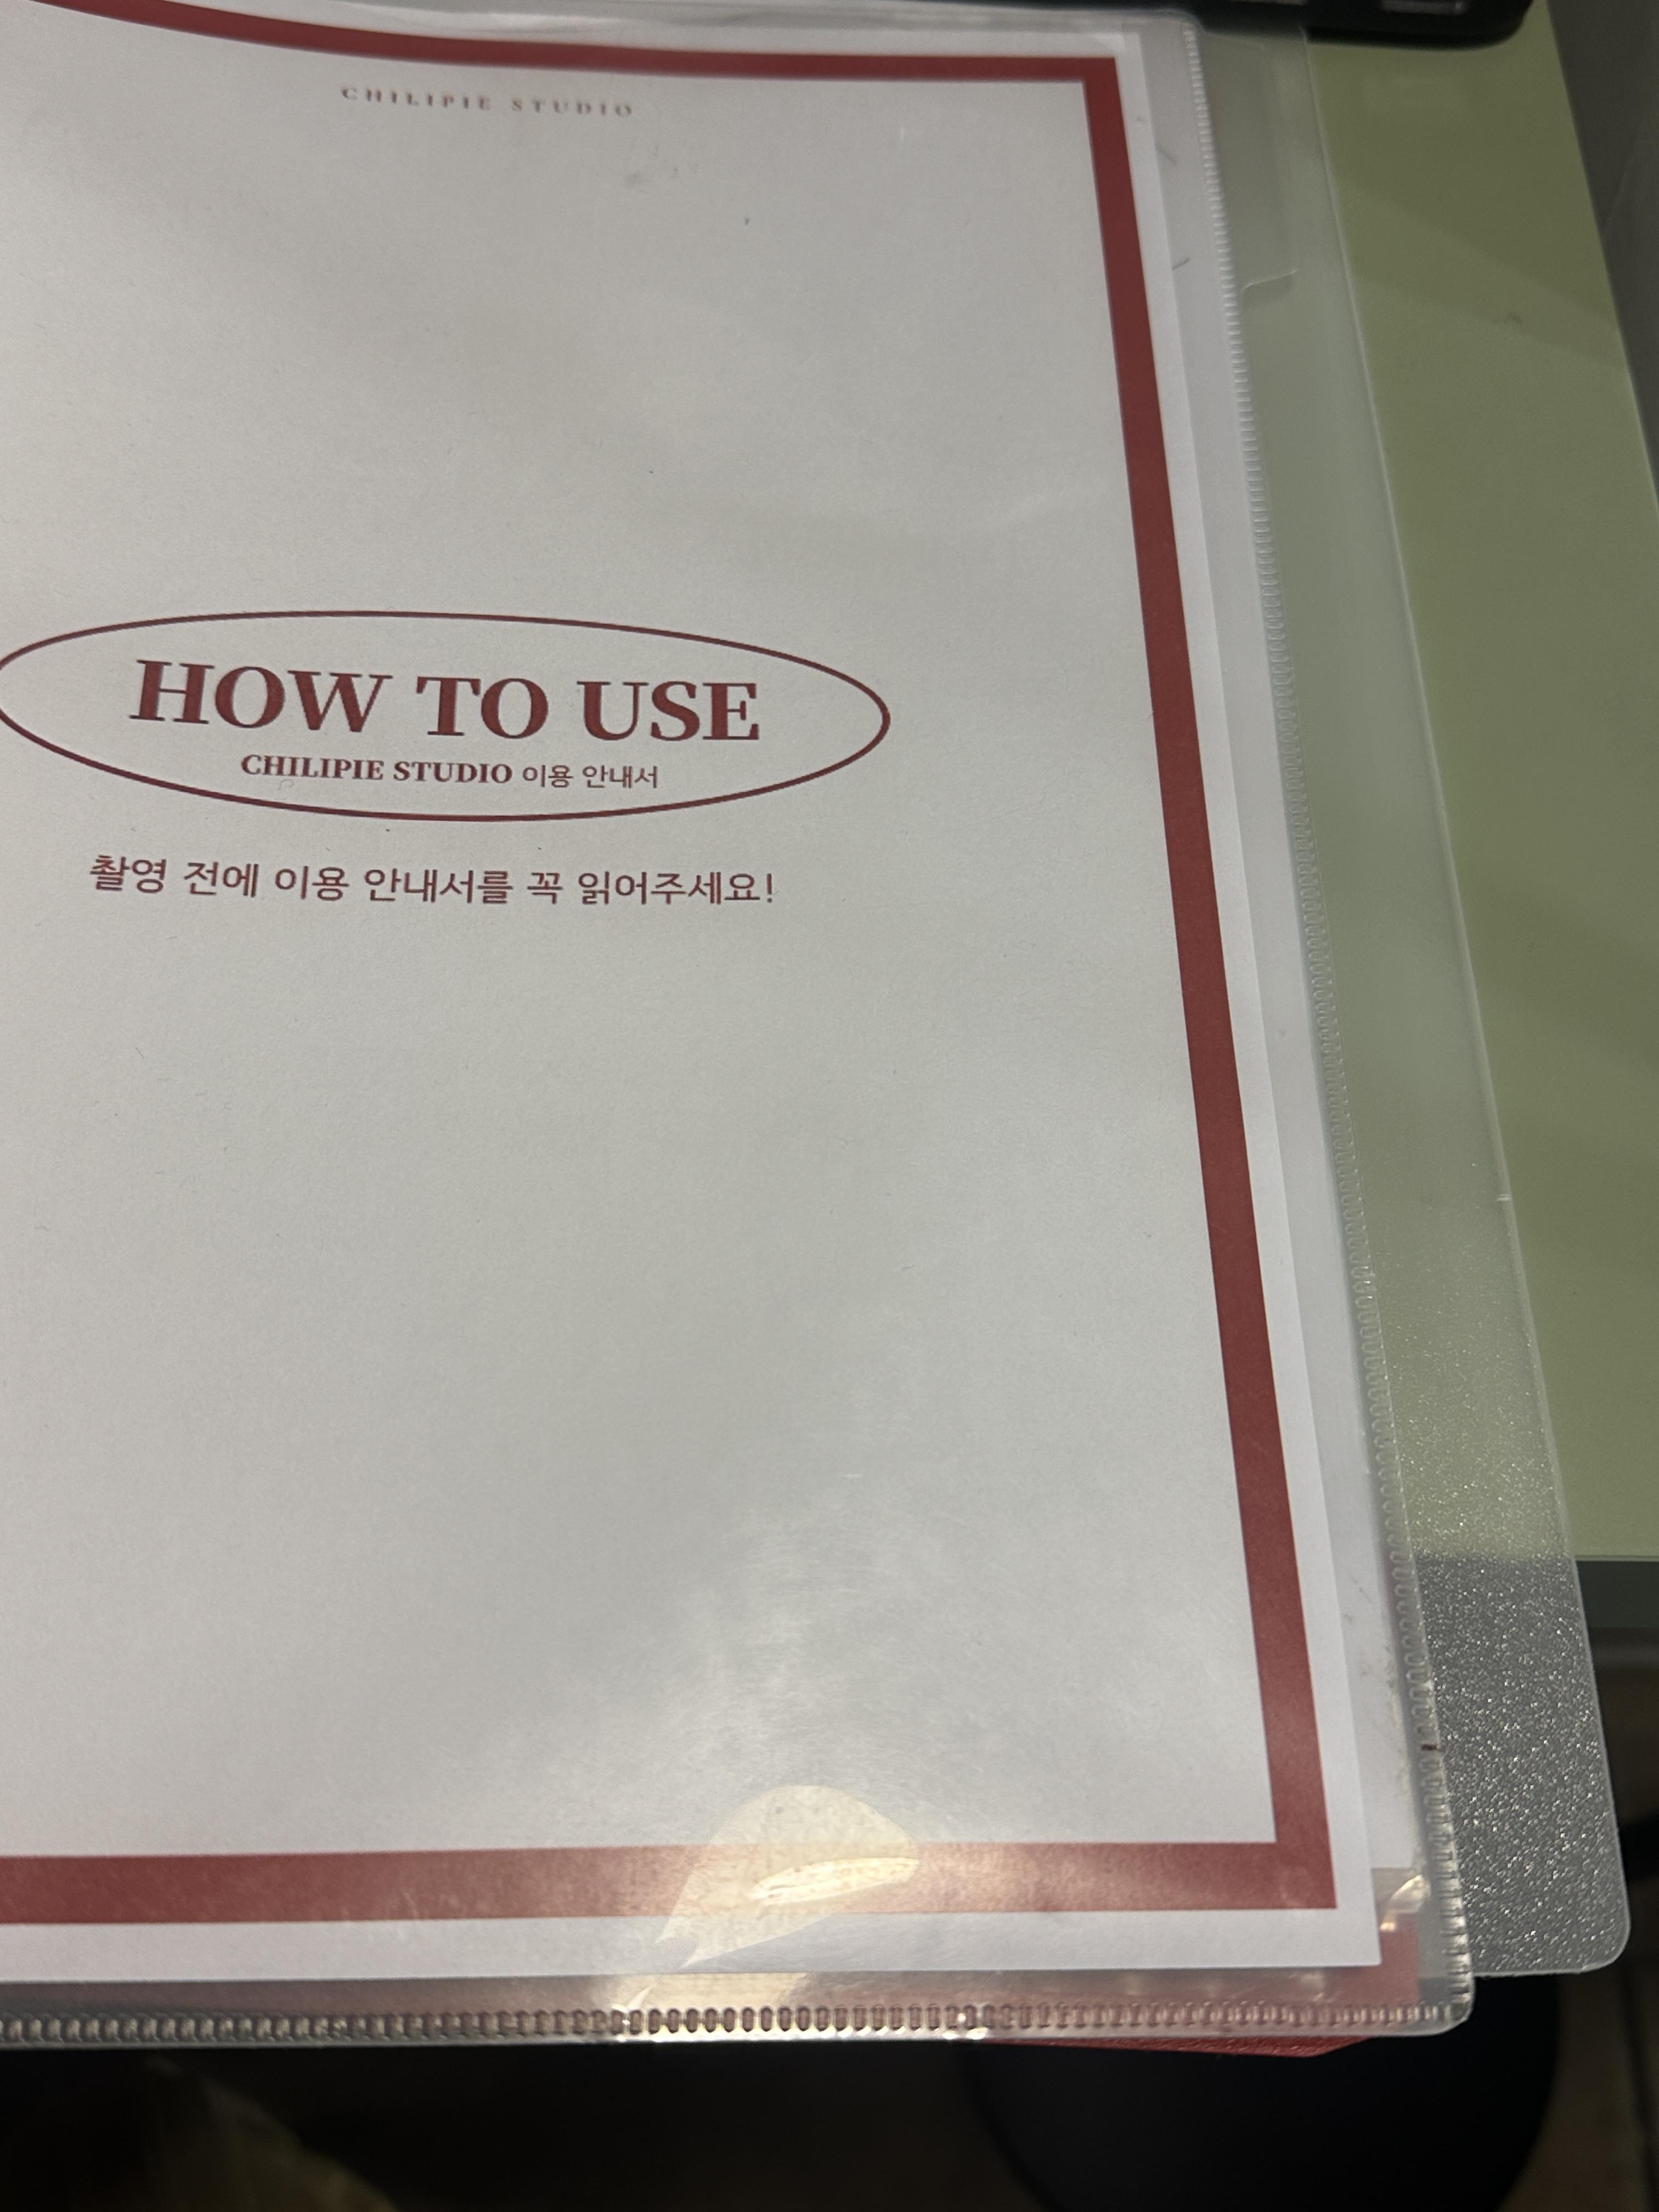 CHILIPIE STUDIO
HOW TO USE
CHILIPIE STUDIO 이용 안내서
촬영 전에 이용 안내서를 꼭 읽어주세요!